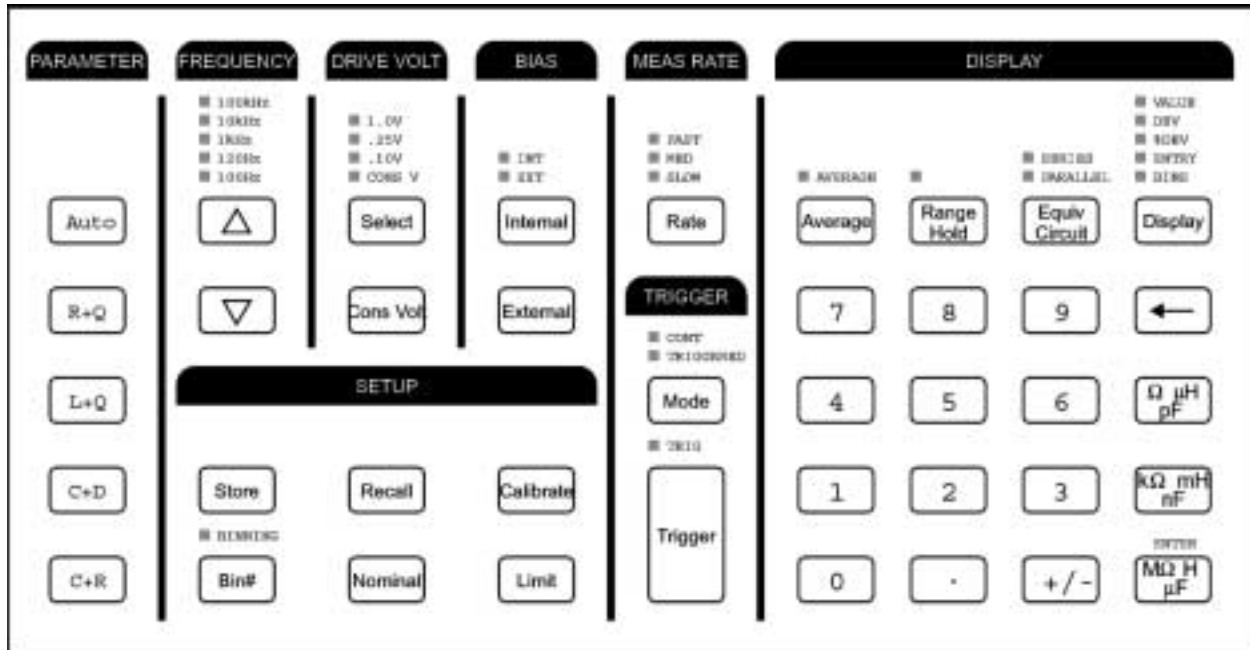 PARAMETER
FREQUENCY
DRIVE VOLT
BIAS
MEAS RATE
DISPLAY
100kHz
10kHz
1kHz
120Hz
100Hz
1.0V
.25V
.10V
CONS V
INT
EXT
FAST
MED
SLOW
AVERAGE
SERIES
PARALLEL
VALUE
DEV
%DEV
ENTRY
BINS
Auto
Select
Internal
Rate
Average
Range
Hold
Equiv
Circuit
Display
R+Q
Cons Volt
External
TRIGGER
7
8
9
CONT
TRIGGERED
SETUP
L+Q
Mode
4
5
6
Ω µH
pF
TRIG
C+D
Store
Recall
Calibrate
Trigger
1
2
3
kΩ mH
nF
BINNING
ENTER
C+R
Bin#
Nominal
Limit
0
.
+/-
MΩ H
µF